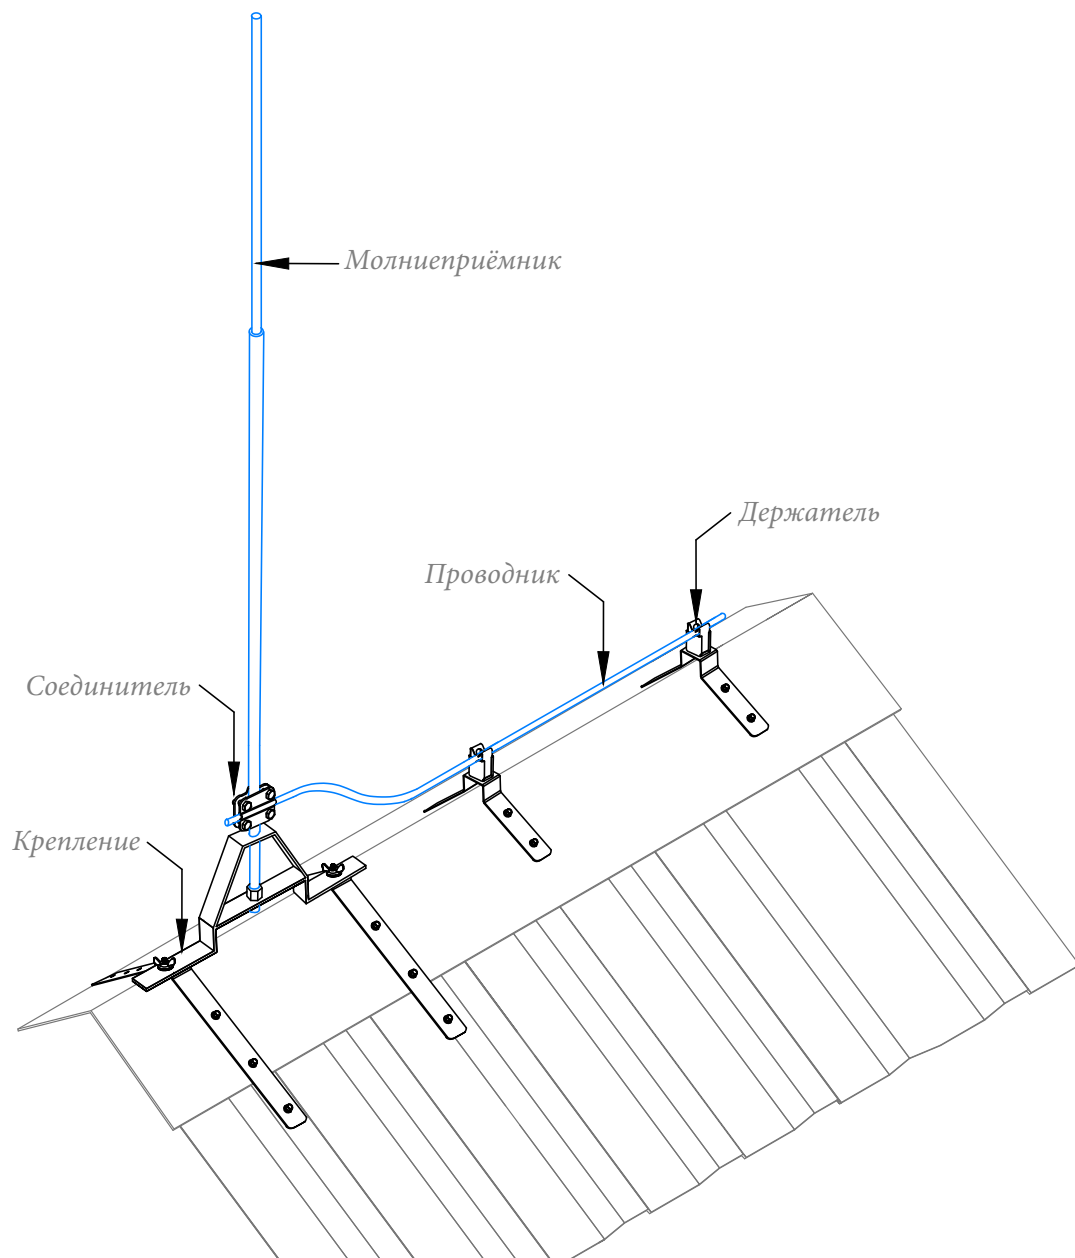 Молниеприёмник
Держатель
Проводник
Соединитель
Крепление